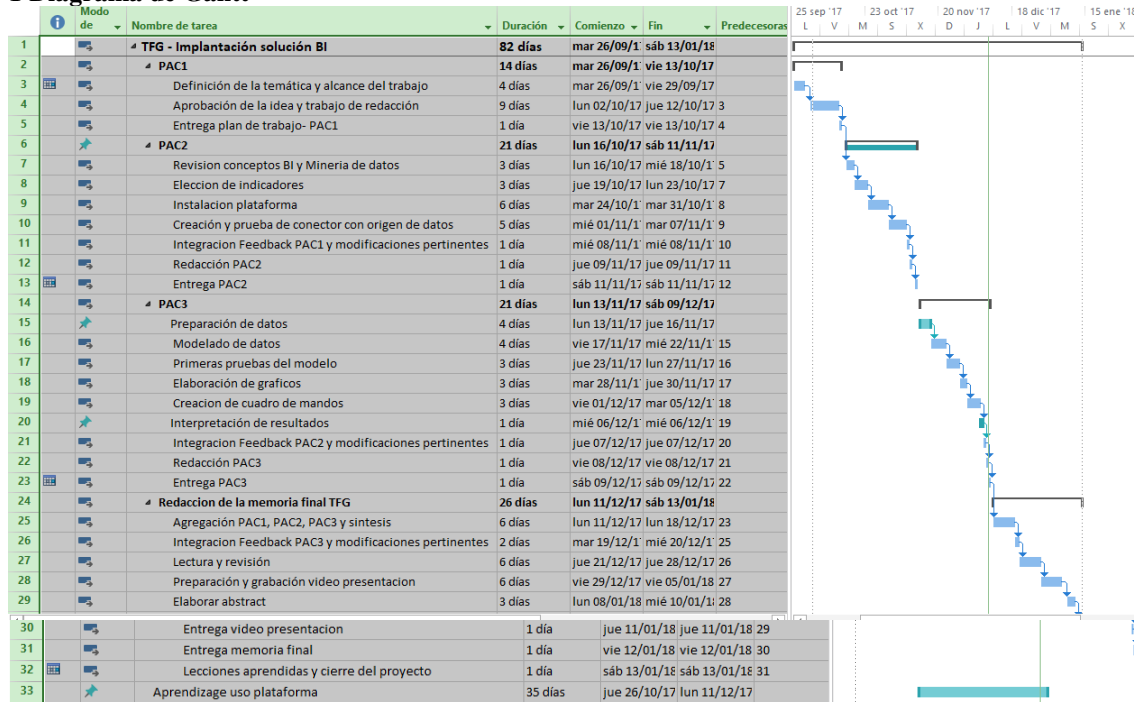 1 Diagrama de Gantt
Modo de Nombre de tarea Duración Comienzo Fin Predecesoras
25 sep '17 23 oct '17 20 nov '17 18 dic '17 15 ene '18
L V M S X D J L V M S X
1 TFG - Implantación solución BI 82 días mar 26/09/1 sáb 13/01/18
2 PAC1 14 días mar 26/09/1 vie 13/10/17
3 Definición de la temática y alcance del trabajo 4 días mar 26/09/1 vie 29/09/17
4 Aprobación de la idea y trabajo de redacción 9 días lun 02/10/17 jue 12/10/17 3
5 Entrega plan de trabajo- PAC1 1 día vie 13/10/17 vie 13/10/17 4
6 PAC2 21 días lun 16/10/17 sáb 11/11/17
7 Revision conceptos BI y Mineria de datos 3 días lun 16/10/17 mié 18/10/1 5
8 Eleccion de indicadores 3 días jue 19/10/17 lun 23/10/17 7
9 Instalacion plataforma 6 días mar 24/10/1 mar 31/10/1 8
10 Creación y prueba de conector con origen de datos 5 días mié 01/11/1 mar 07/11/1 9
11 Integracion Feedback PAC1 y modificaciones pertinentes 1 día mié 08/11/1 mié 08/11/1 10
12 Redacción PAC2 1 día jue 09/11/17 jue 09/11/17 11
13 Entrega PAC2 1 día sáb 11/11/17 sáb 11/11/17 12
14 PAC3 21 días lun 13/11/17 sáb 09/12/17
15 Preparación de datos 4 días lun 13/11/17 jue 16/11/17
16 Modelado de datos 4 días vie 17/11/17 mié 22/11/1 15
17 Primeras pruebas del modelo 3 días jue 23/11/17 lun 27/11/17 16
18 Elaboración de graficos 3 días mar 28/11/1 jue 30/11/17 17
19 Creacion de cuadro de mandos 3 días vie 01/12/17 mar 05/12/1 18
20 Interpretación de resultados 1 día mié 06/12/1 mié 06/12/1 19
21 Integracion Feedback PAC2 y modificaciones pertinentes 1 día jue 07/12/17 jue 07/12/17 20
22 Redacción PAC3 1 día vie 08/12/17 vie 08/12/17 21
23 Entrega PAC3 1 día sáb 09/12/17 sáb 09/12/17 22
24 Redaccion de la memoria final TFG 26 días lun 11/12/17 sáb 13/01/18
25 Agregación PAC1, PAC2, PAC3 y sintesis 6 días lun 11/12/17 lun 18/12/17 23
26 Integracion Feedback PAC3 y modificaciones pertinentes 2 días mar 19/12/1 mié 20/12/1 25
27 Lectura y revisión 6 días jue 21/12/17 jue 28/12/17 26
28 Preparación y grabación video presentacion 6 días vie 29/12/17 vie 05/01/18 27
29 Elaborar abstract 3 días lun 08/01/18 mié 10/01/1 28
30 Entrega video presentacion 1 día jue 11/01/18 jue 11/01/18 29
31 Entrega memoria final 1 día vie 12/01/18 vie 12/01/18 30
32 Lecciones aprendidas y cierre del proyecto 1 día sáb 13/01/18 sáb 13/01/18 31
33 Aprendizage uso plataforma 35 días jue 26/10/17 lun 11/12/17